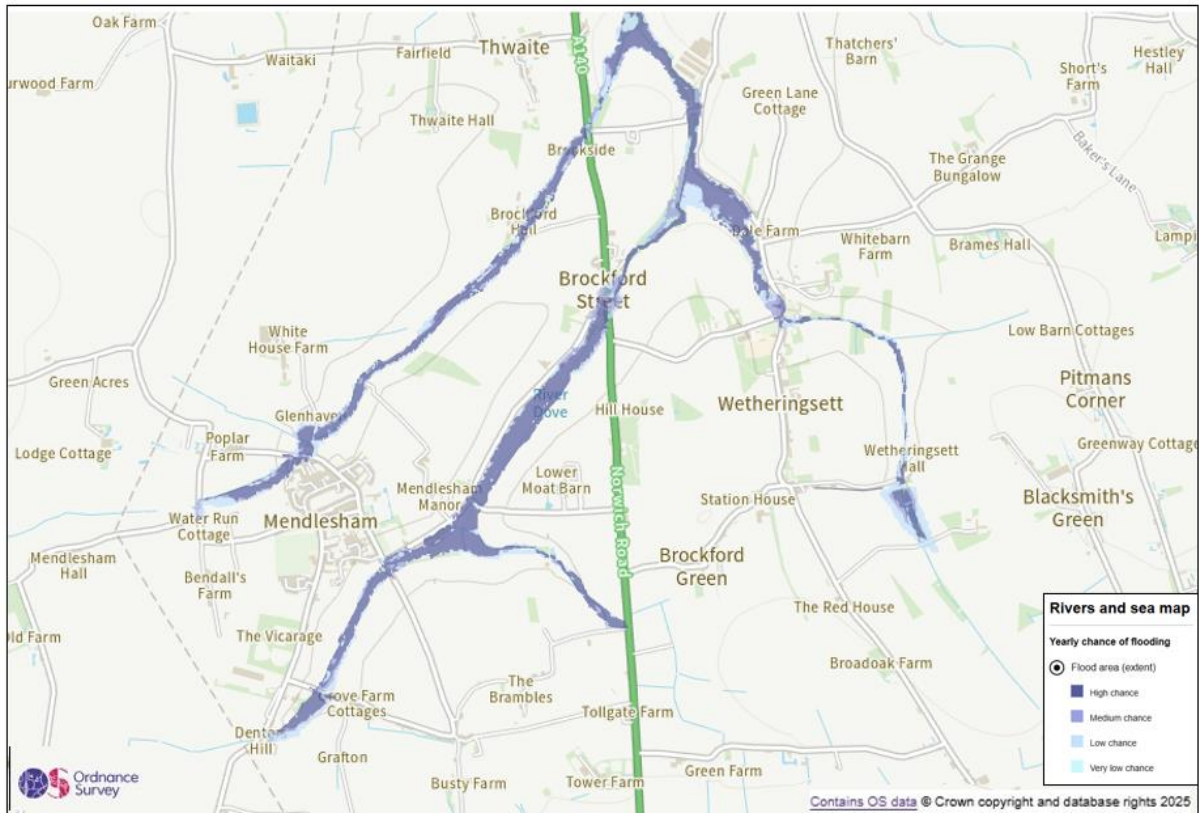 Oak Farm
Waitaki
Fairfield
Thwaite
A140
Thatchers'
Barn
Hestley
Hall
Short's
Farm
urwood Farm
Thwaite Hall
Green Lane
Cottage
Baker's Lane
Brookside
The Grange
Bungalow
Brockford
Hall
Dale Farm
Whitebarn
Farm
Brames Hall
Lampi
Brockford
Street
White
House Farm
Low Barn Cottages
Green Acres
Pitmans
Corner
River
Dove
Hill House
Wetheringsett
Glenhaven
Poplar
Farm
Lodge Cottage
Greenway Cottage
Wetheringsett
Hall
Lower
Moat Barn
Norwich Road
Mendlesham
Manor
Station House
Blacksmith's
Green
Water Run
Cottage
Mendlesham
Mendlesham
Hall
Brockford
Green
Bendall's
Farm
The Red House
Old Farm
The Vicarage
Broadoak Farm
The
Brambles
Grove Farm
Cottages
Tollgate Farm
Hill
Grafton
Busty Farm
Tower Farm
Green Farm
Rivers and sea map
Yearly chance of flooding
Flood area (extent)
High chance
Medium chance
Low chance
Very low chance
OS
Ordnance
Survey
Contains OS data © Crown copyright and database rights 2025